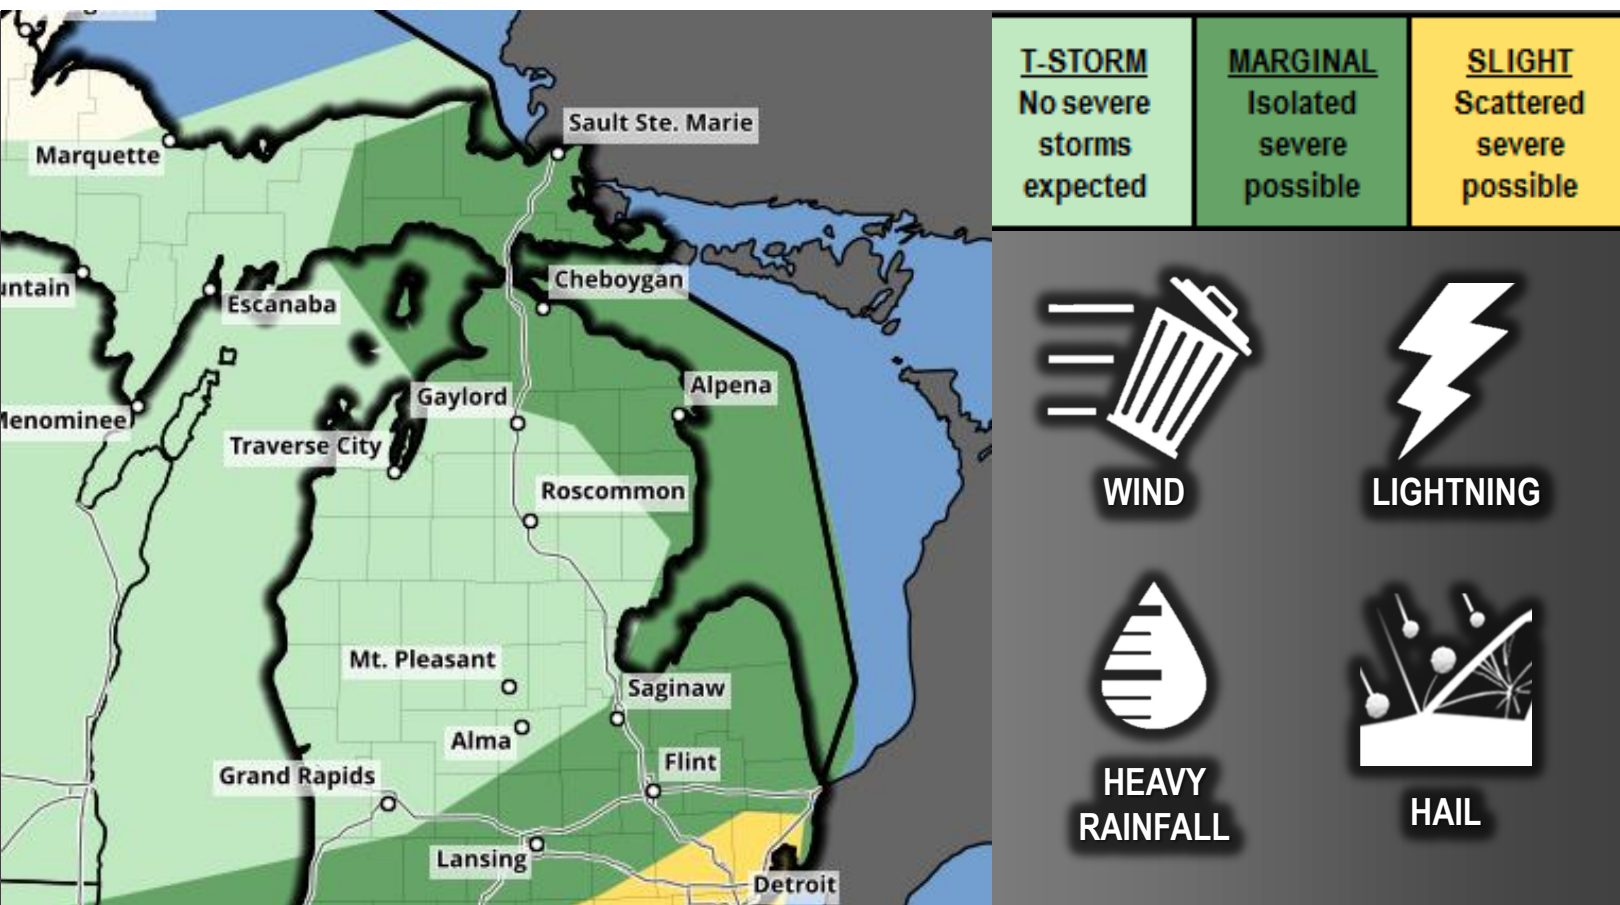 Sault Ste. Marie
Marquette
Cheboygan
untain
Escanaba
Alpena
Gaylord
Menominee
Traverse City
Roscommon
Mt. Pleasant
Saginaw
Alma
Flint
Grand Rapids
Lansing
Detroit
T-STORM
No severe
storms
expected
MARGINAL
Isolated
severe
possible
SLIGHT
Scattered
severe
possible
WIND
LIGHTNING
HEAVY
RAINFALL
HAIL